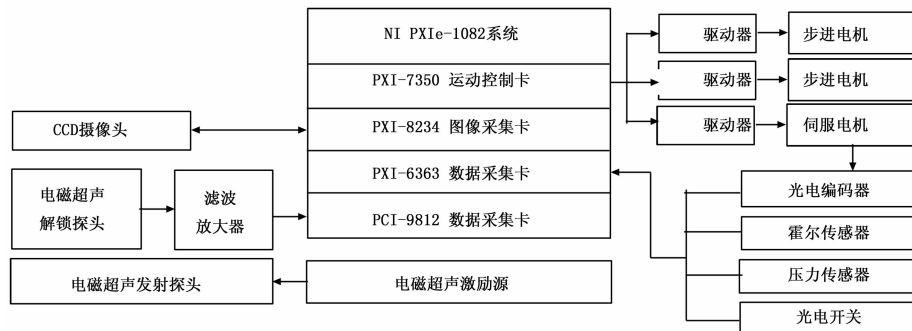 NI PXIe-1082系统
驱动器
步进电机
PXI-7350 运动控制卡
驱动器
步进电机
CCD摄像头
PXI-8234 图像采集卡
驱动器
伺服电机
PXI-6363 数据采集卡
光电编码器
电磁超声
解锁探头
滤波
放大器
PCI-9812 数据采集卡
霍尔传感器
电磁超声发射探头
电磁超声激励源
压力传感器
光电开关